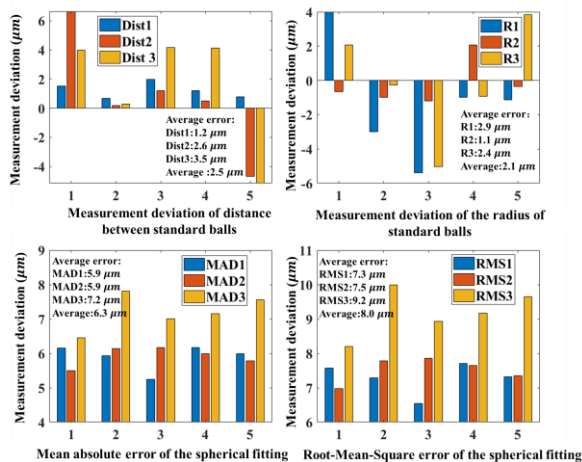 Measurement deviation (μm)
6
4
2
0
-2
-4
Dist1
Dist2
Dist 3
Average error:
Dist1:1.2 μm
Dist2:2.6 μm
Dist3:3.5 μm
Average :2.5 μm
1 2 3 4 5
Measurement deviation of distance
between standard balls
Measurement deviation (μm)
4
2
0
-2
-4
-6
R1
R2
R3
Average error:
R1:2.9 μm
R2:1.1 μm
R3:2.4 μm
Average:2.1 μm
1 2 3 4 5
Measurement deviation of the radius of
standard balls
Measurement deviation (μm)
9
8
7
6
5
4
Average error:
MAD1:5.9 μm
MAD2:5.9 μm
MAD3:7.2 μm
Average:6.3 μm
MAD1
MAD2
MAD3
1 2 3 4 5
Mean absolute error of the spherical fitting
Measurement deviation (μm)
11
10
9
8
7
6
Average error:
RMS1:7.3 μm
RMS2:7.5 μm
RMS3:9.2 μm
Average:8.0 μm
RMS1
RMS2
RMS3
1 2 3 4 5
Root-Mean-Square error of the spherical fitting